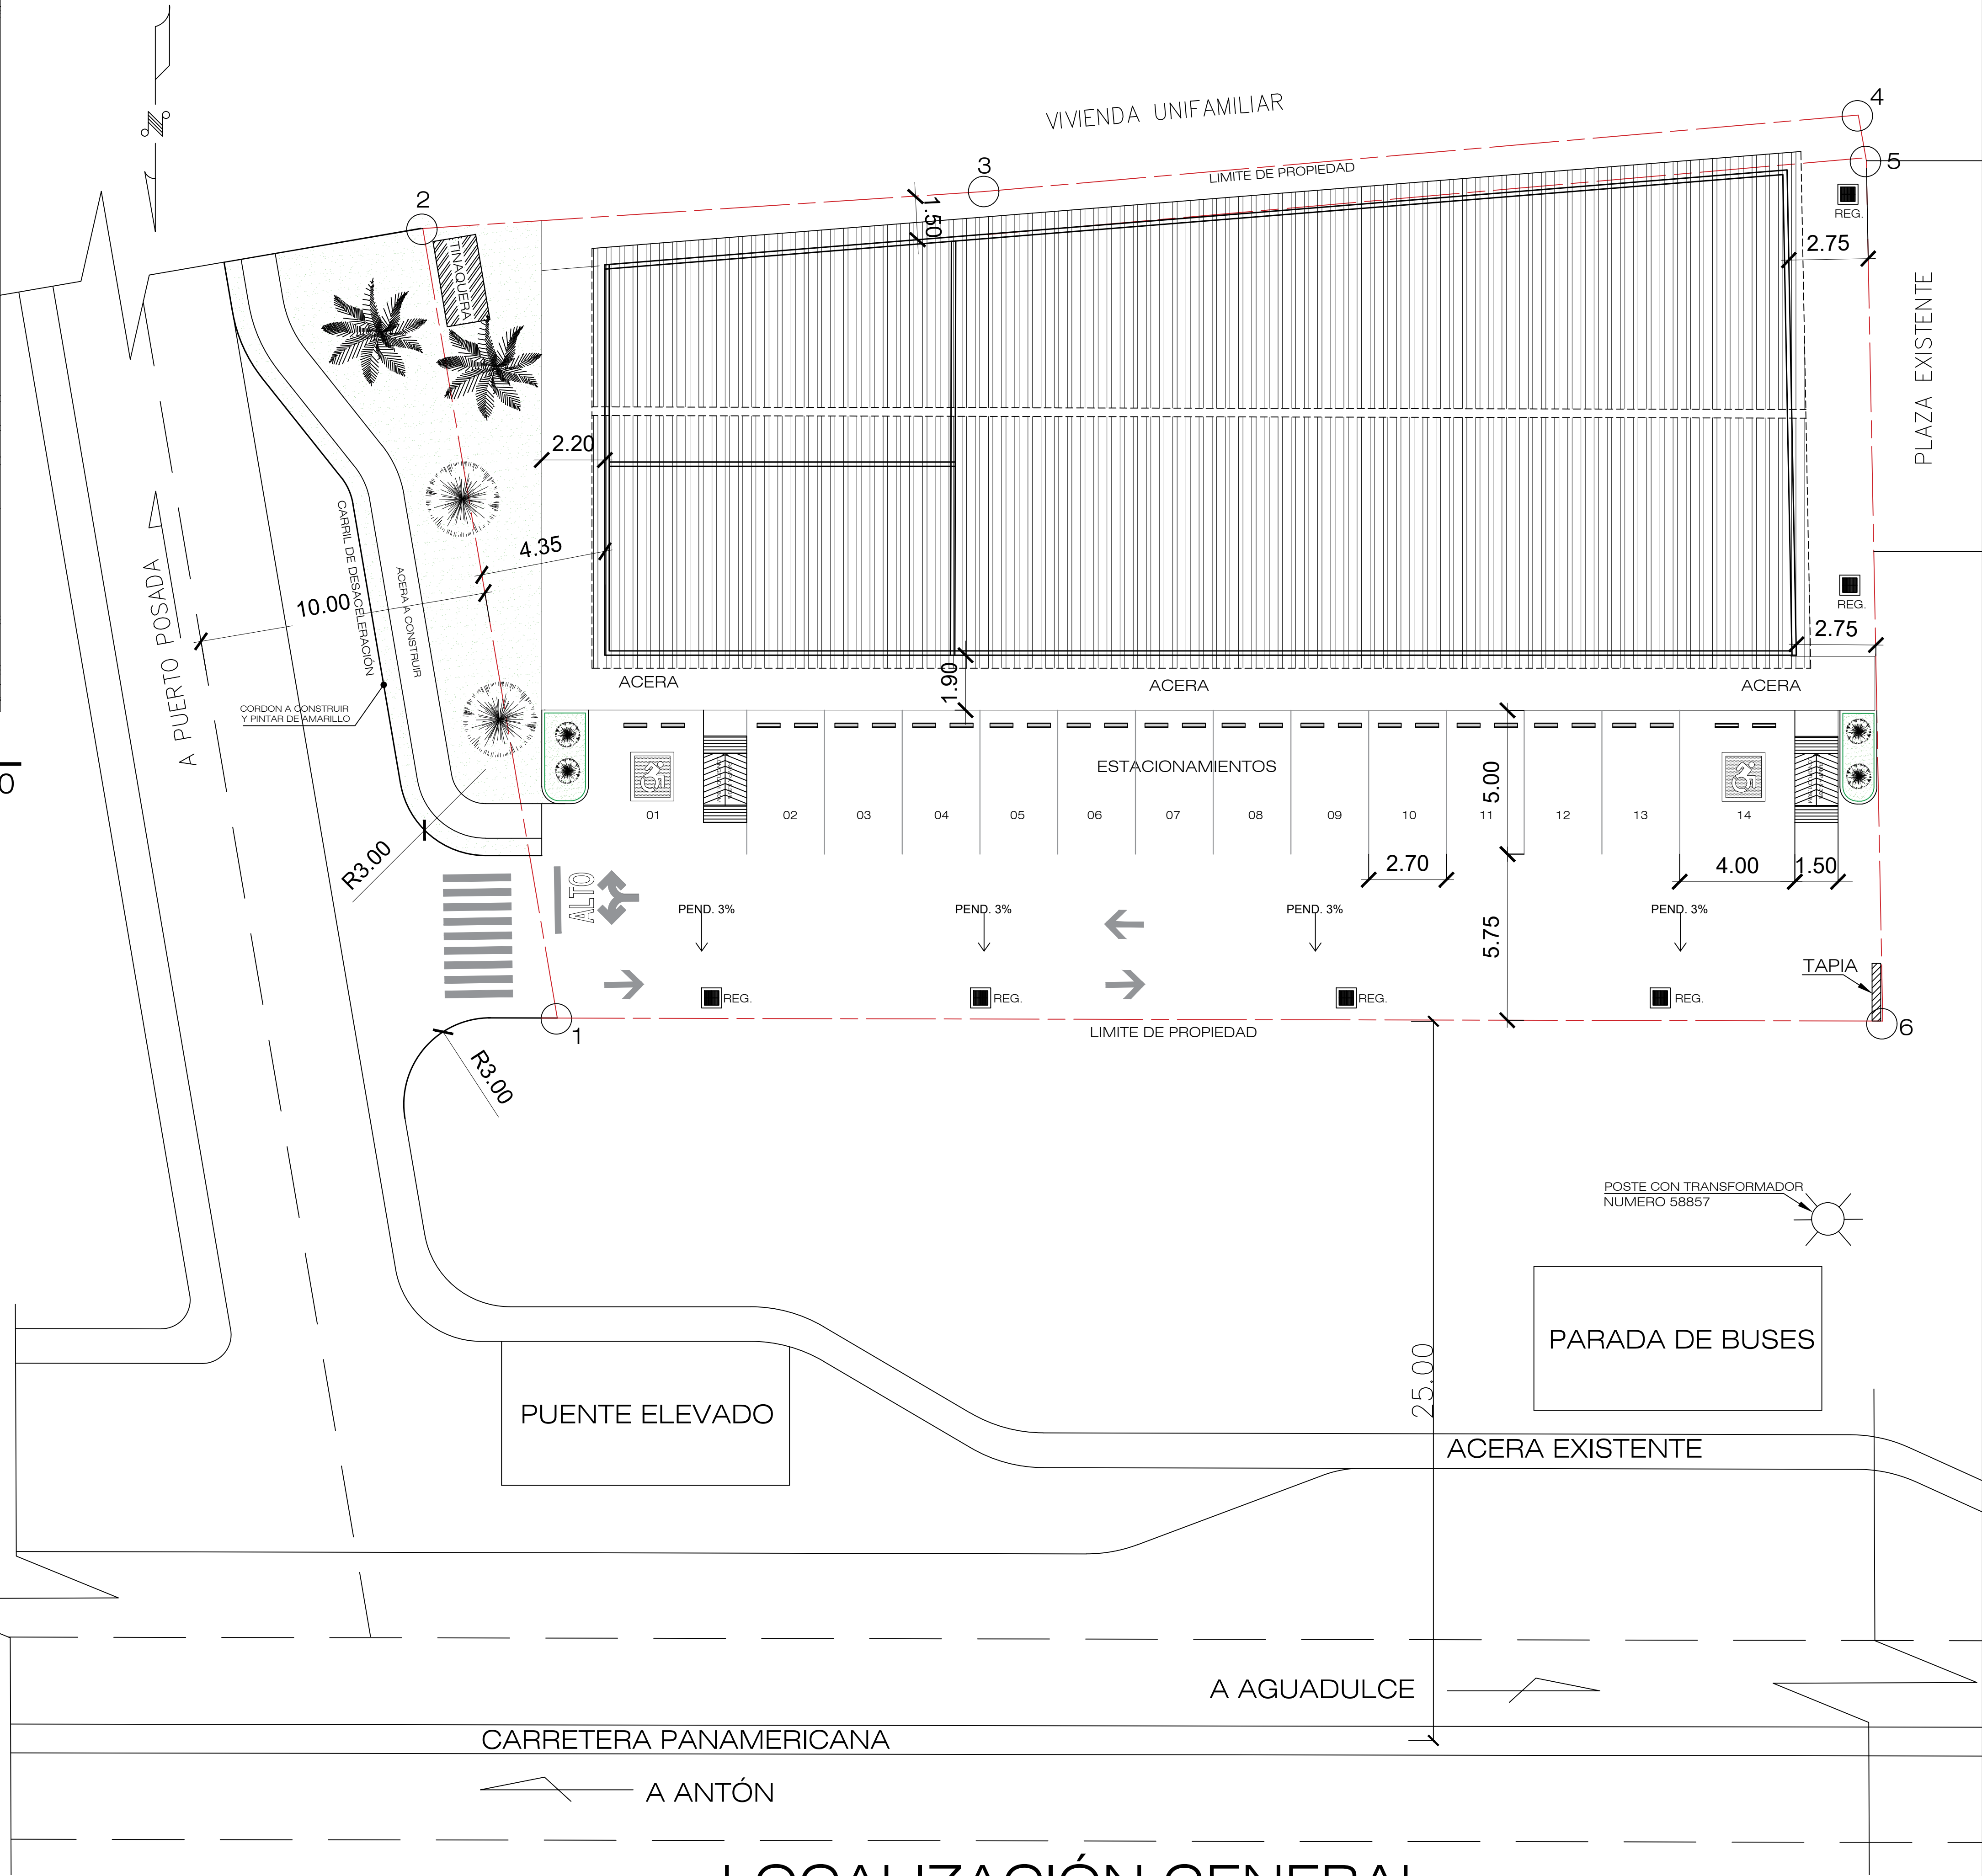 N
VIVIENDA UNIFAMILIAR
4
3
LIMITE DE PROPIEDAD
5
2
1.50
REG.
TINAQUERA
2.75
PLAZA EXISTENTE
2.20
4.35
CARRIL DE DESACELERACIÓN
ACERA A CONSTRUIR
10.00
A PUERTO POSADA
REG.
2.75
CORDON A CONSTRUIR
Y PINTAR DE AMARILLO
ACERA
1.90
ACERA
ACERA
0
ESTACIONAMIENTOS
5.00
01
02
03
04
05
06
07
08
09
10
11
12
13
14
R3.00
2.70
4.00
1.50
ALTO
PEND. 3%
PEND. 3%
PEND. 3%
PEND. 3%
5.75
TAPIA
REG.
REG.
REG.
REG.
1
LIMITE DE PROPIEDAD
6
R3.00
POSTE CON TRANSFORMADOR
NUMERO 58857
PARADA DE BUSES
25.00
PUENTE ELEVADO
ACERA EXISTENTE
A AGUADULCE
CARRETERA PANAMERICANA
A ANTÓN
LOCALIZACIÓN GENERAL